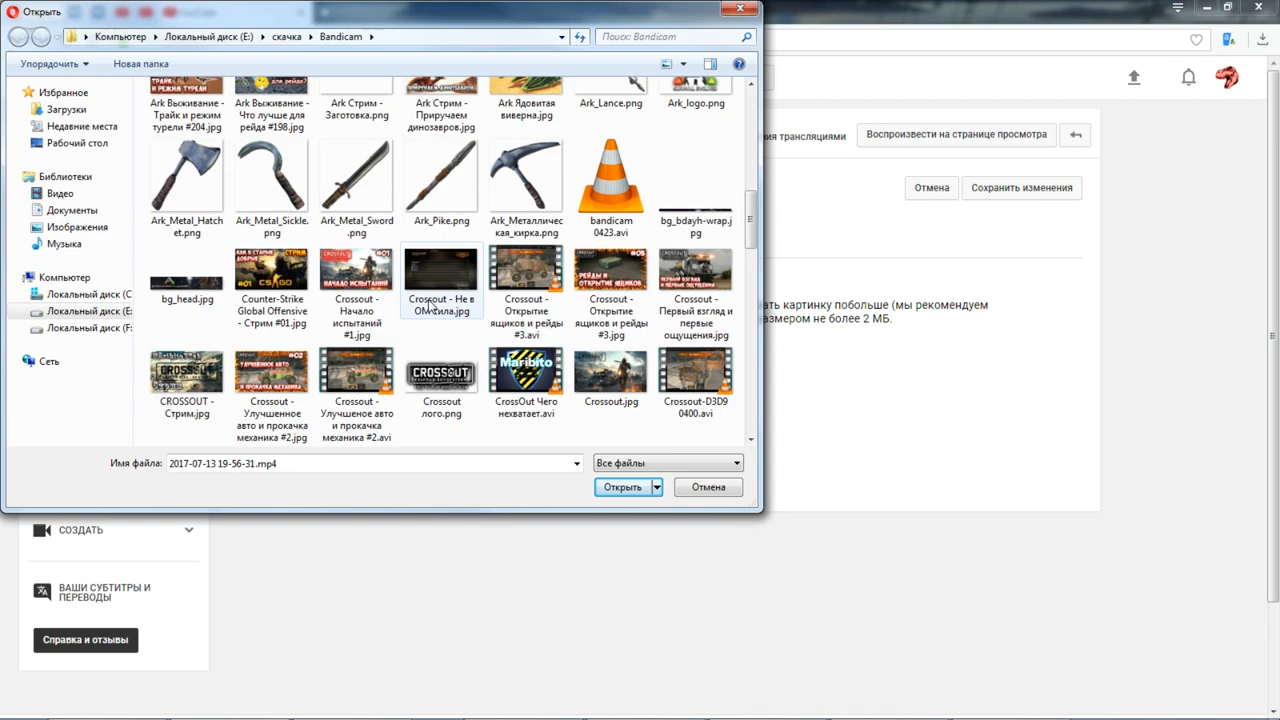 Открыть
Компьютер ▸ Локальный диск (E:) ▸ скачка ▸ Bandicam ▸
Поиск: Bandicam
Упорядочить
Новая папка
Избранное
Загрузки
Недавние места
Рабочий стол
Библиотеки
Видео
Документы
Изображения
Музыка
Компьютер
Локальный диск (C
Локальный диск (E:
Локальный диск (F:
Сеть
Ark Выживание -
Трайк и режим
турели #204.jpg
Ark Выживание -
Что лучше для
рейда #198.jpg
Ark Стрим -
Заготовка.png
Ark Стрим -
Приручаем
динозавров.jpg
Ark Ядовитая
виверна.jpg
Ark_Lance.png
Ark_logo.png
Ark_Metal_Hatch
et.png
Ark_Metal_Sickle.
png
Ark_Metal_Sword
.png
Ark_Pike.png
Ark_Металличес
кая_кирка.png
bandicam
0423.avi
bg_bdayh-wrap.j
pg
bg_head.jpg
Counter-Strike
Global Offensive
- Стрим #01.jpg
Crossout -
Начало
испытаний
#1.jpg
Crossout - Не в
Crossout -
Открытие
ящиков и рейды
#3.avi
Crossout -
Открытие
ящиков и рейды
#3.jpg
Crossout -
Первый взгляд и
первые
ощущения.jpg
CROSSOUT -
Стрим.jpg
Crossout -
Улучшенное
авто и прокачка
механика #2.jpg
Crossout -
Улучшеное авто
и прокачка
механика #2.avi
Crossout
лого.png
CrossOut Чего
нехватает.avi
Crossout.jpg
Crossout-D3D9
0400.avi
Имя файла:
2017-07-13 19-56-31.mp4
Все файлы
Открыть
Отмена
ния трансляциями
Воспроизвести на странице просмотра
Отмена
Сохранить изменения
ать картинку побольше (мы рекомендуем
азмером не более 2 МБ.
СОЗДАТЬ
ВАШИ СУБТИТРЫ И
ПЕРЕВОДЫ
Справка и отзывы